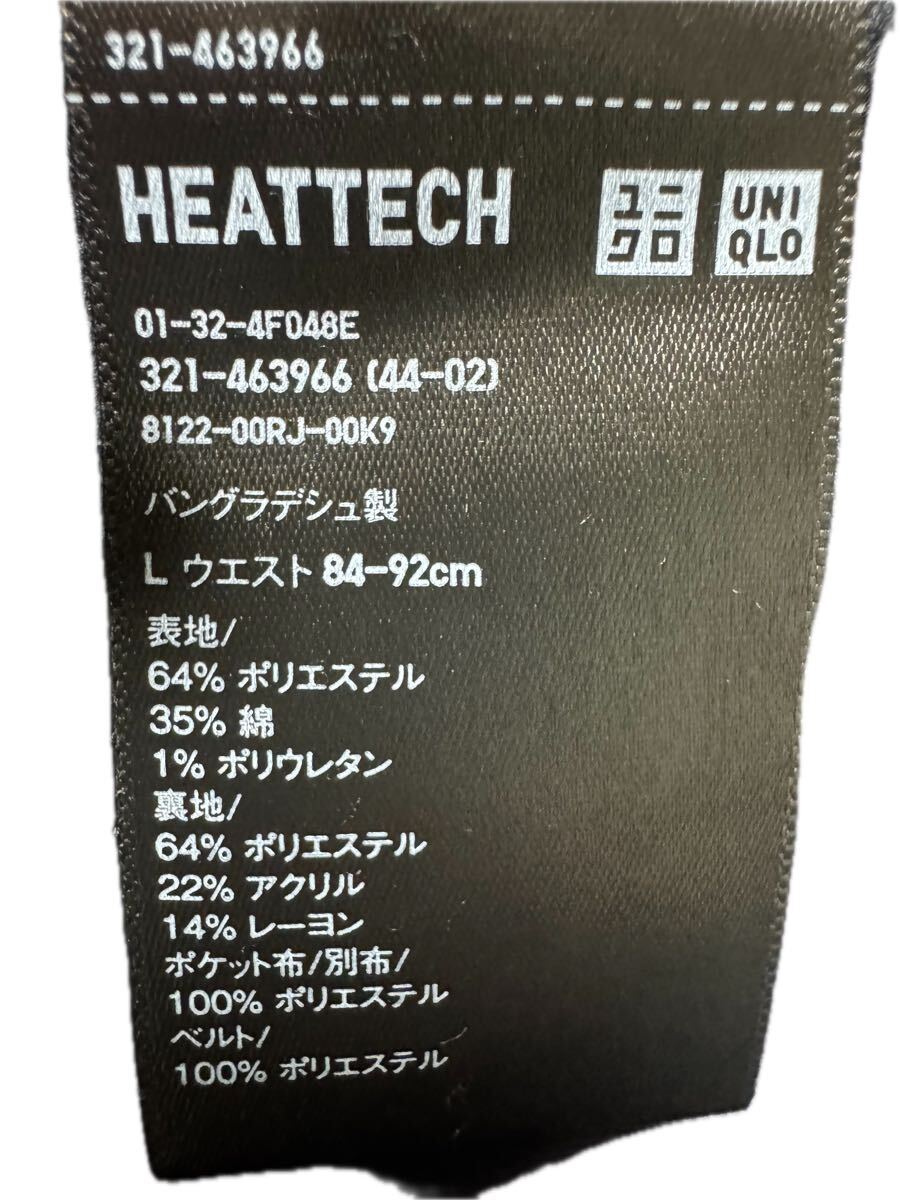 321-463966
HEATTECH ユニクロ UNIQLO
01-32-4F048E
321-463966 (44-02)
8122-00RJ-00K9
バングラデシュ製
L ウエスト 84-92cm
表地/
64% ポリエステル
35% 綿
1% ポリウレタン
裏地/
64% ポリエステル
22% アクリル
14% レーヨン
ポケット布/別布/
100% ポリエステル
ベルト/
100% ポリエステル